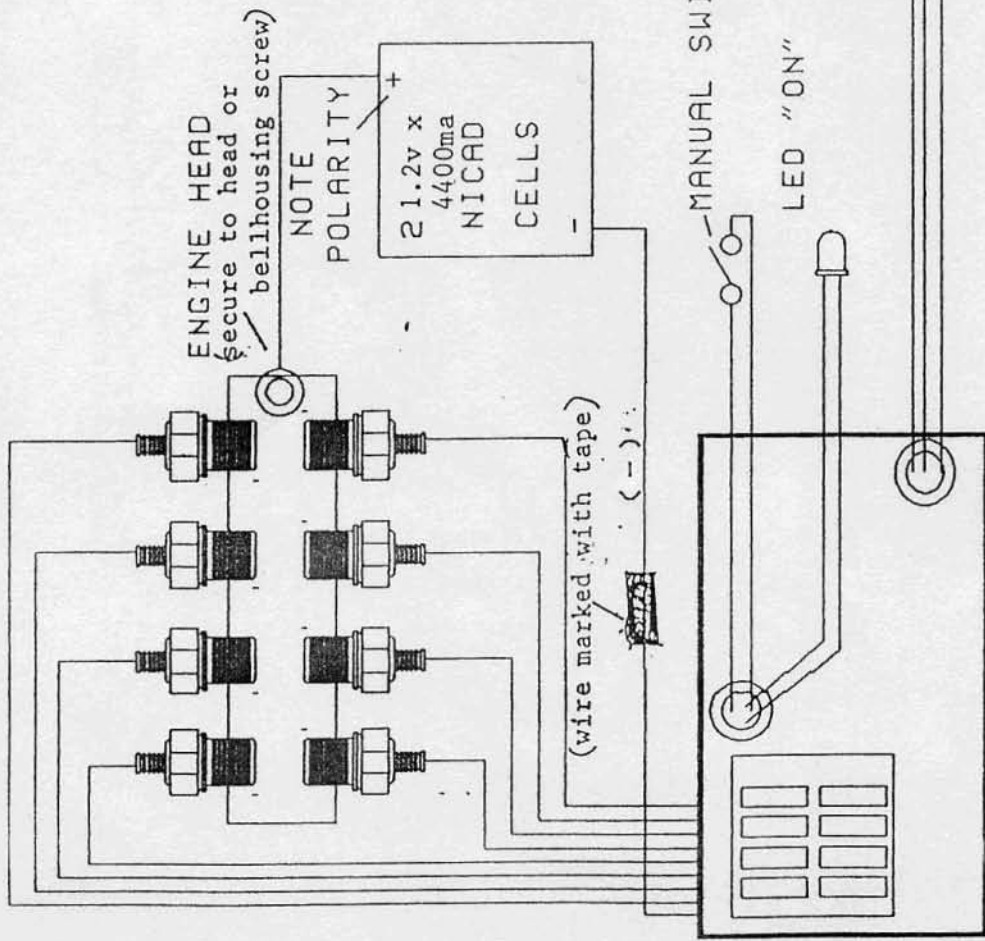 ENGINE HEAD
(secure to head or
bellhousing screw)
NOTE
POLARITY
+
2 1.2v x
4400ma
NICAD
CELLS
-
MANUAL SWI
LED "ON"
(wire marked with tape)
(-)